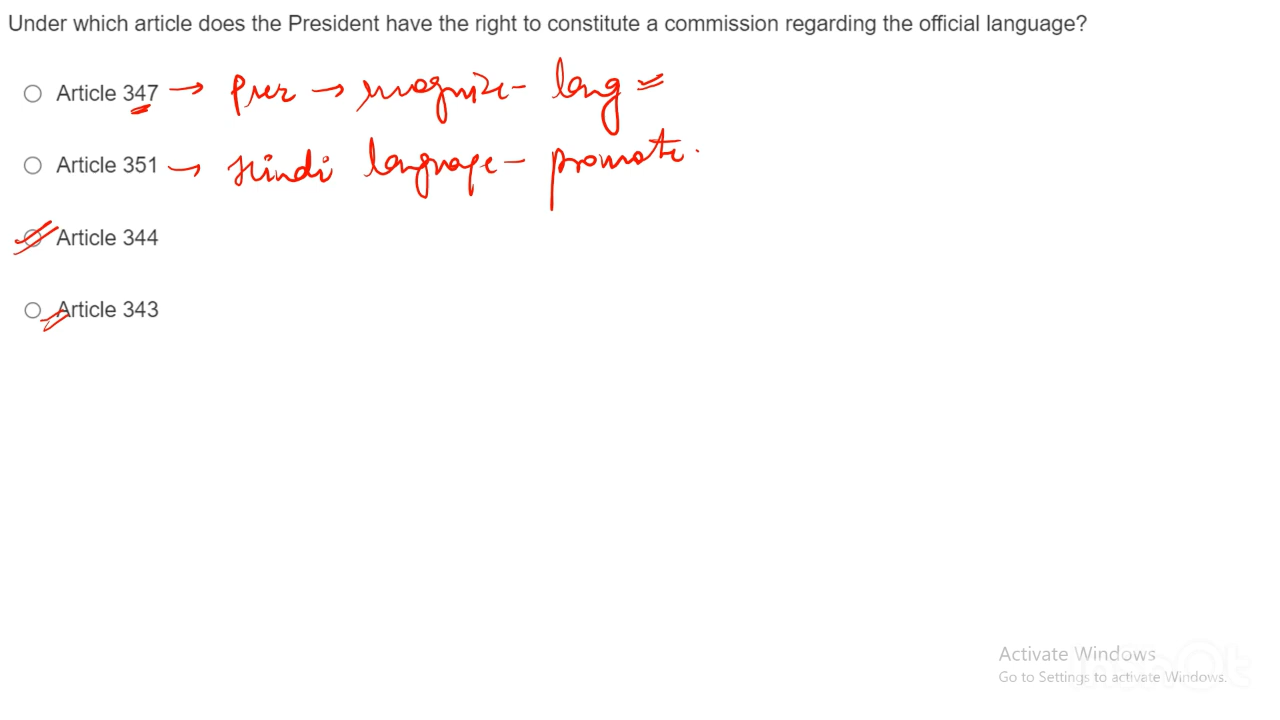 Under which article does the President have the right to constitute a commission regarding the official language?
Article 347 → Prez → recognize - lang =
Article 351 → Hindi language - promote.
Article 344
Article 343
Activate Windows
Go to Settings to activate Windows.